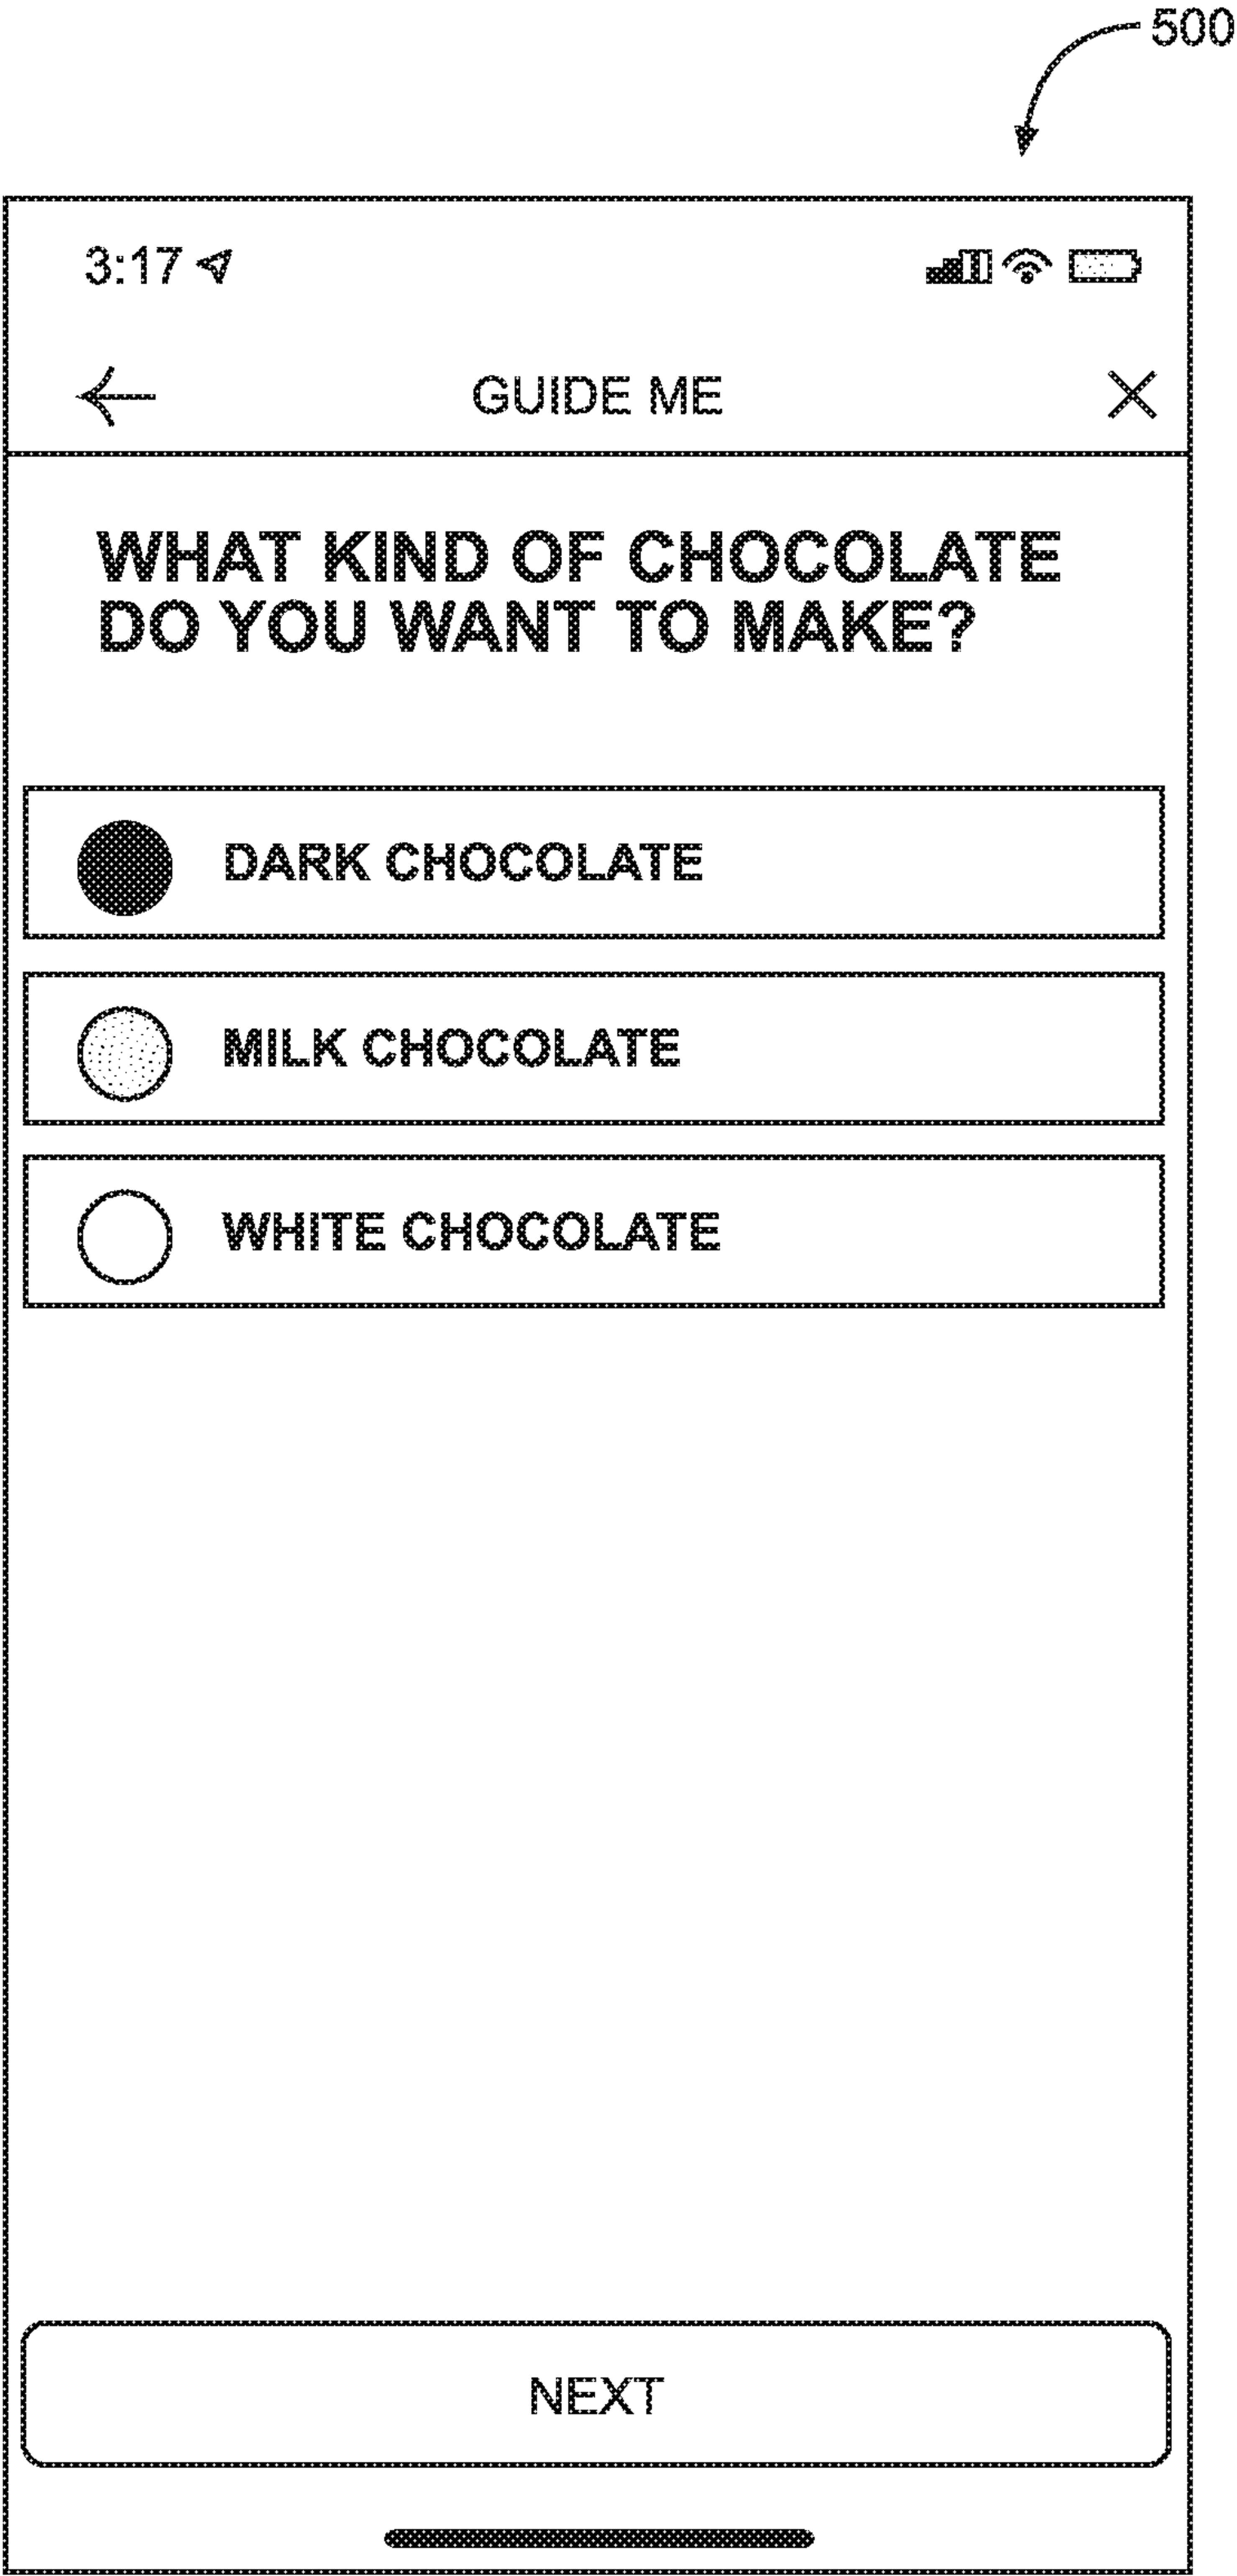 500
3:17
GUIDE ME
WHAT KIND OF CHOCOLATE
DO YOU WANT TO MAKE?
DARK CHOCOLATE
MILK CHOCOLATE
WHITE CHOCOLATE
NEXT